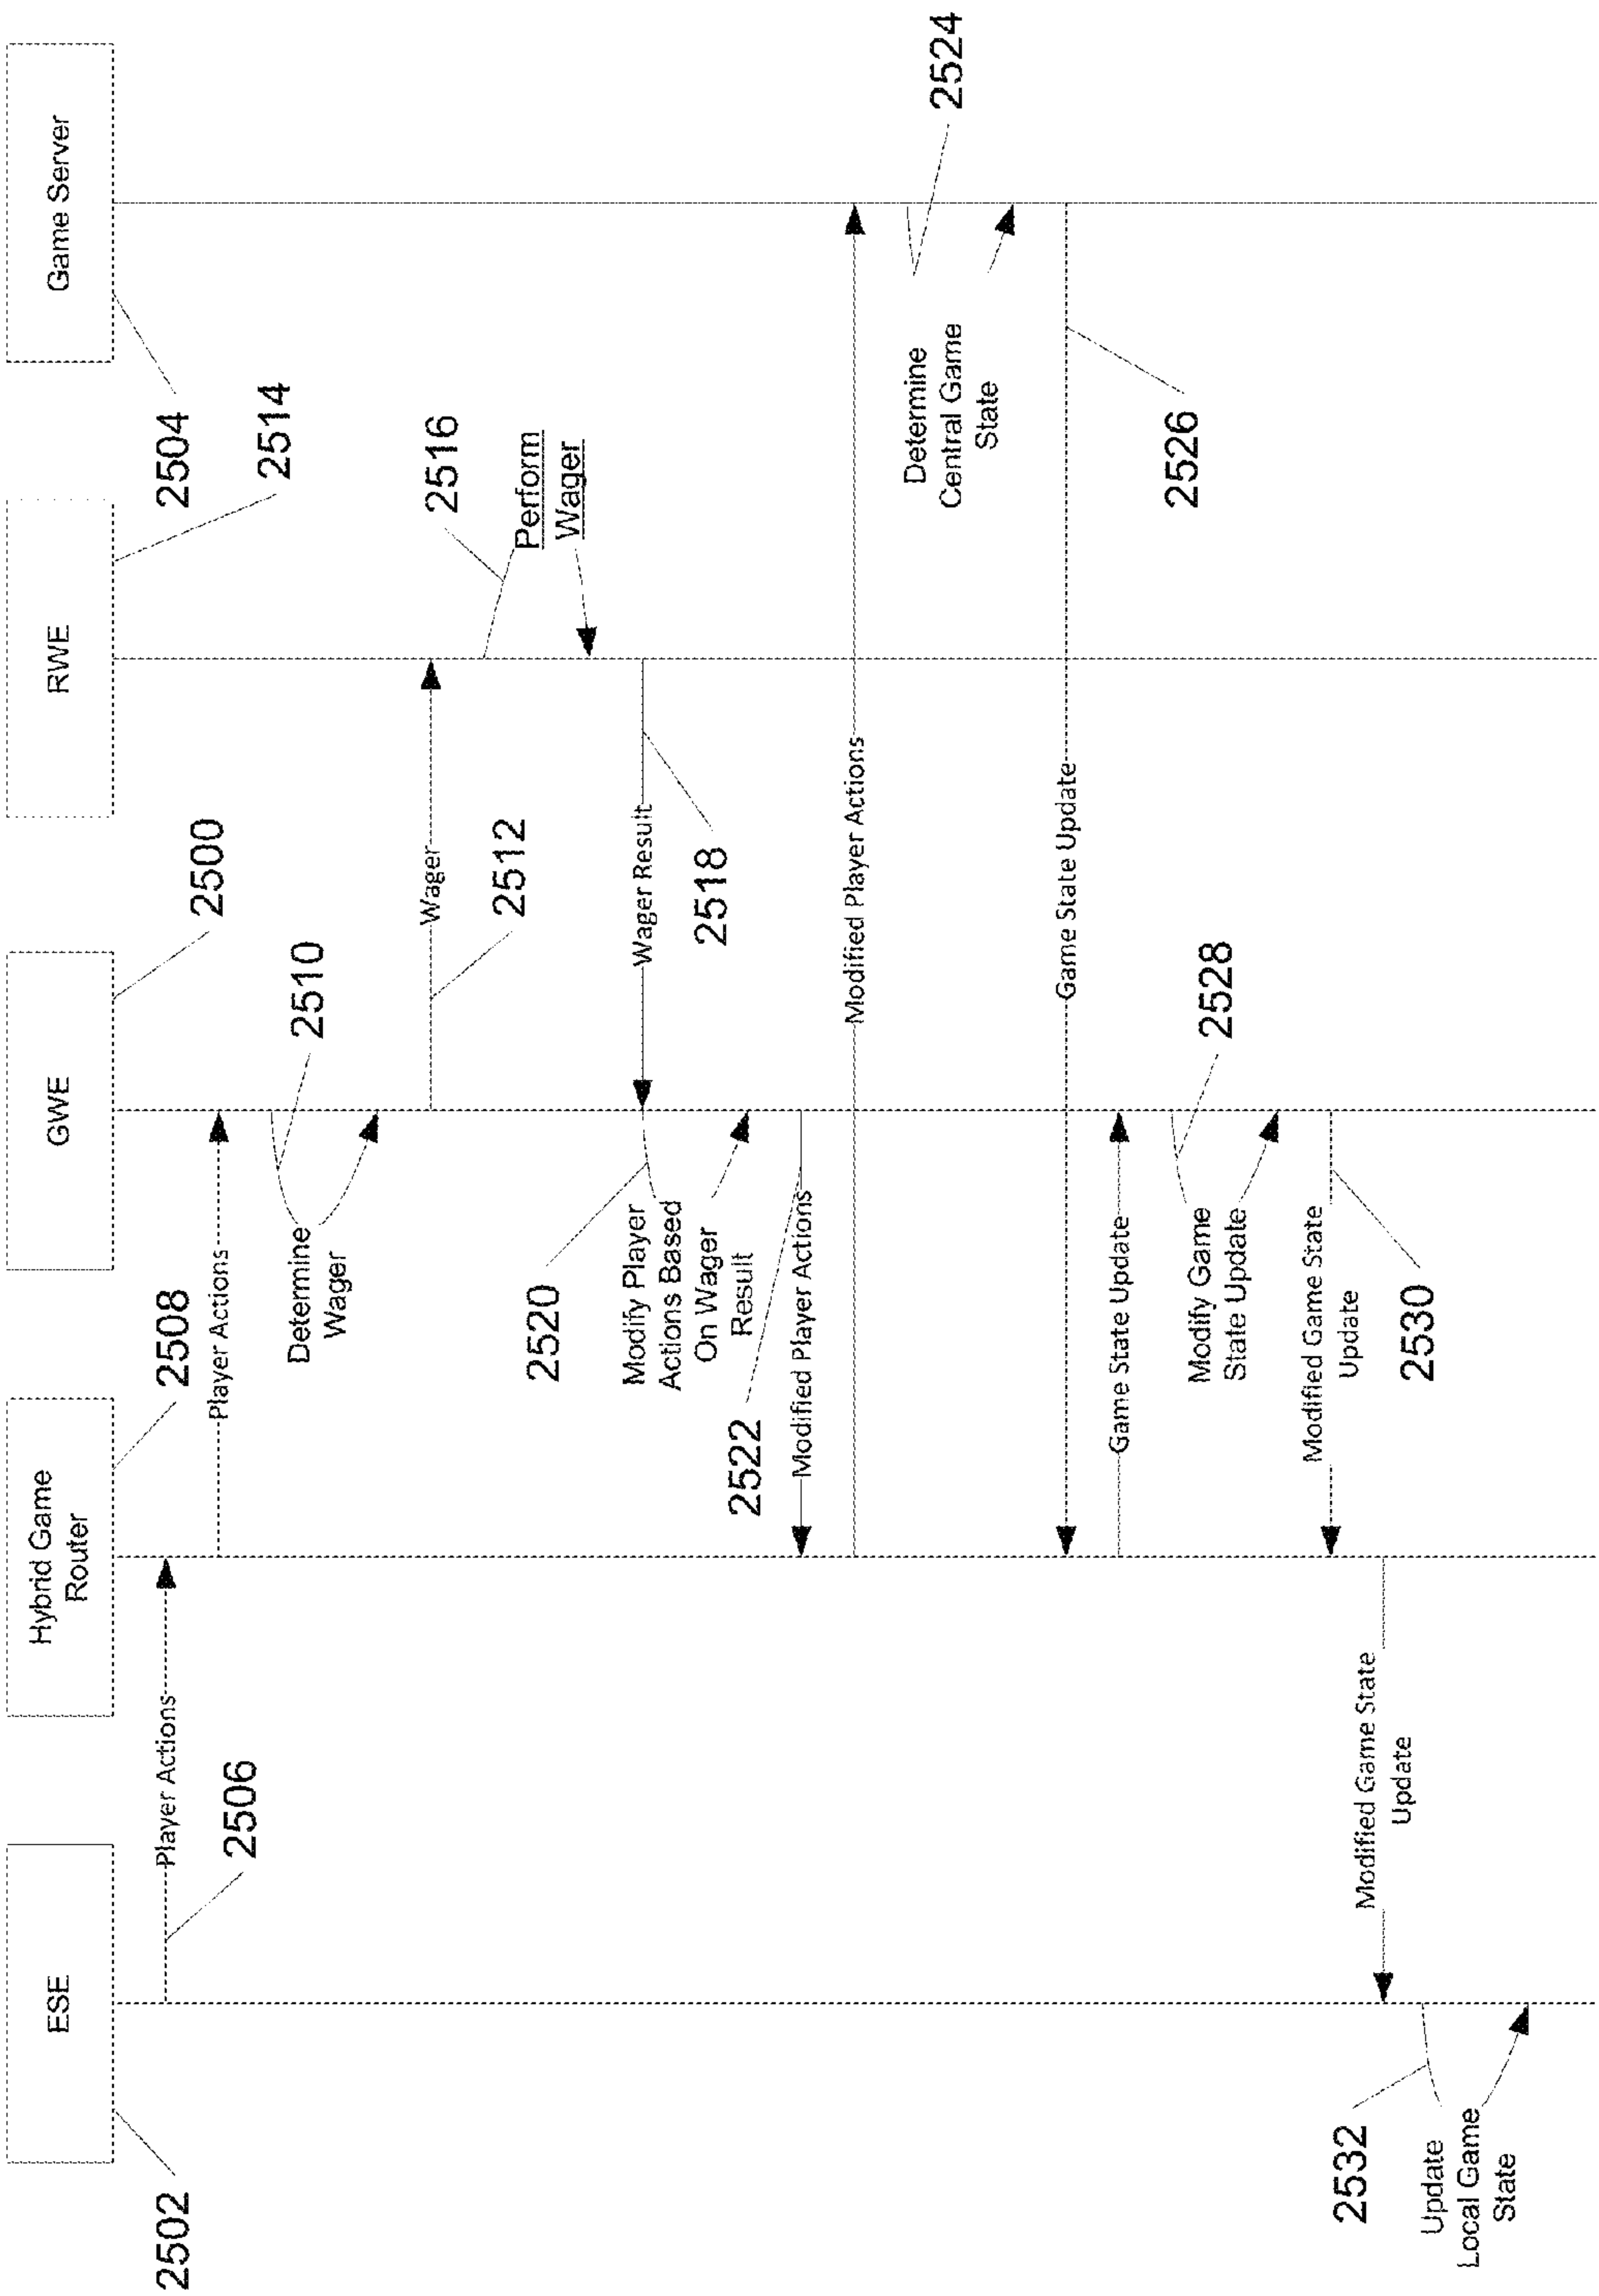 ESE
Hybrid Game
Router
GWE
RWE
Game Server
2502
2508
2500
2514
2504
Player Actions
2506
Player Actions
Determine
Wager
2510
Wager
2512
2516
Perform
Wager
Wager Result
2518
2520
Modify Player
Actions Based
On Wager
Result
2522
Modified Player Actions
Modified Player Actions
Determine
Central Game
State
2524
Game State Update
2526
Game State Update
Modify Game
State Update
2528
Modified Game State
Update
2530
Modified Game State
Update
2532
Update
Local Game
State